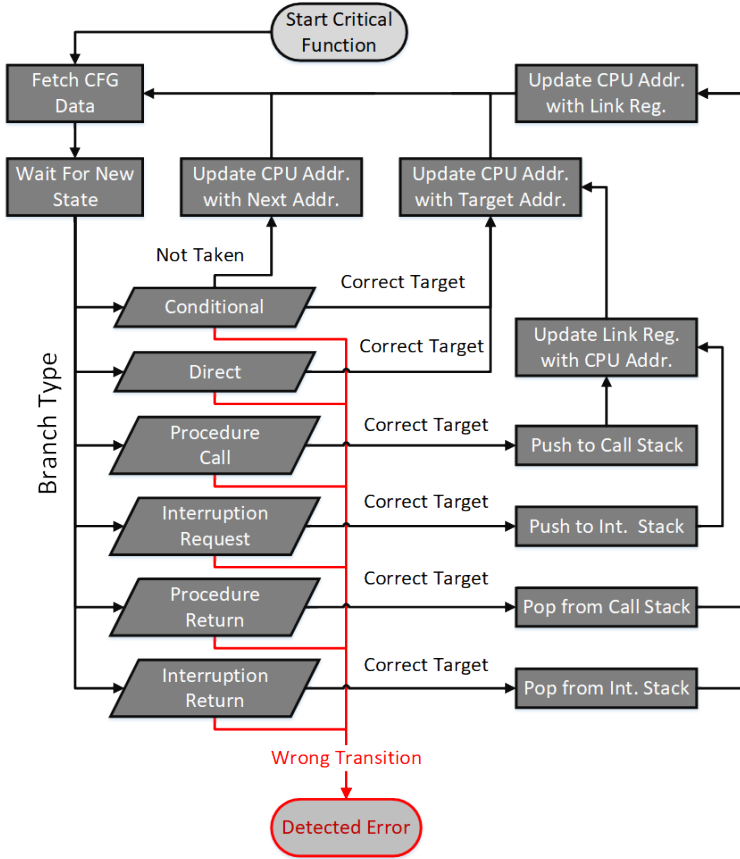 Start Critical
Function
Fetch CFG
Data
Update CPU Addr.
with Link Reg.
Wait For New
State
Update CPU Addr.
with Next Addr.
Update CPU Addr.
with Target Addr.
Not Taken
Correct Target
Conditional
Correct Target
Direct
Update Link Reg.
with CPU Addr.
Branch Type
Procedure
Call
Correct Target
Push to Call Stack
Interruption
Request
Correct Target
Push to Int. Stack
Procedure
Return
Correct Target
Pop from Call Stack
Interruption
Return
Correct Target
Pop from Int. Stack
Wrong Transition
Detected Error